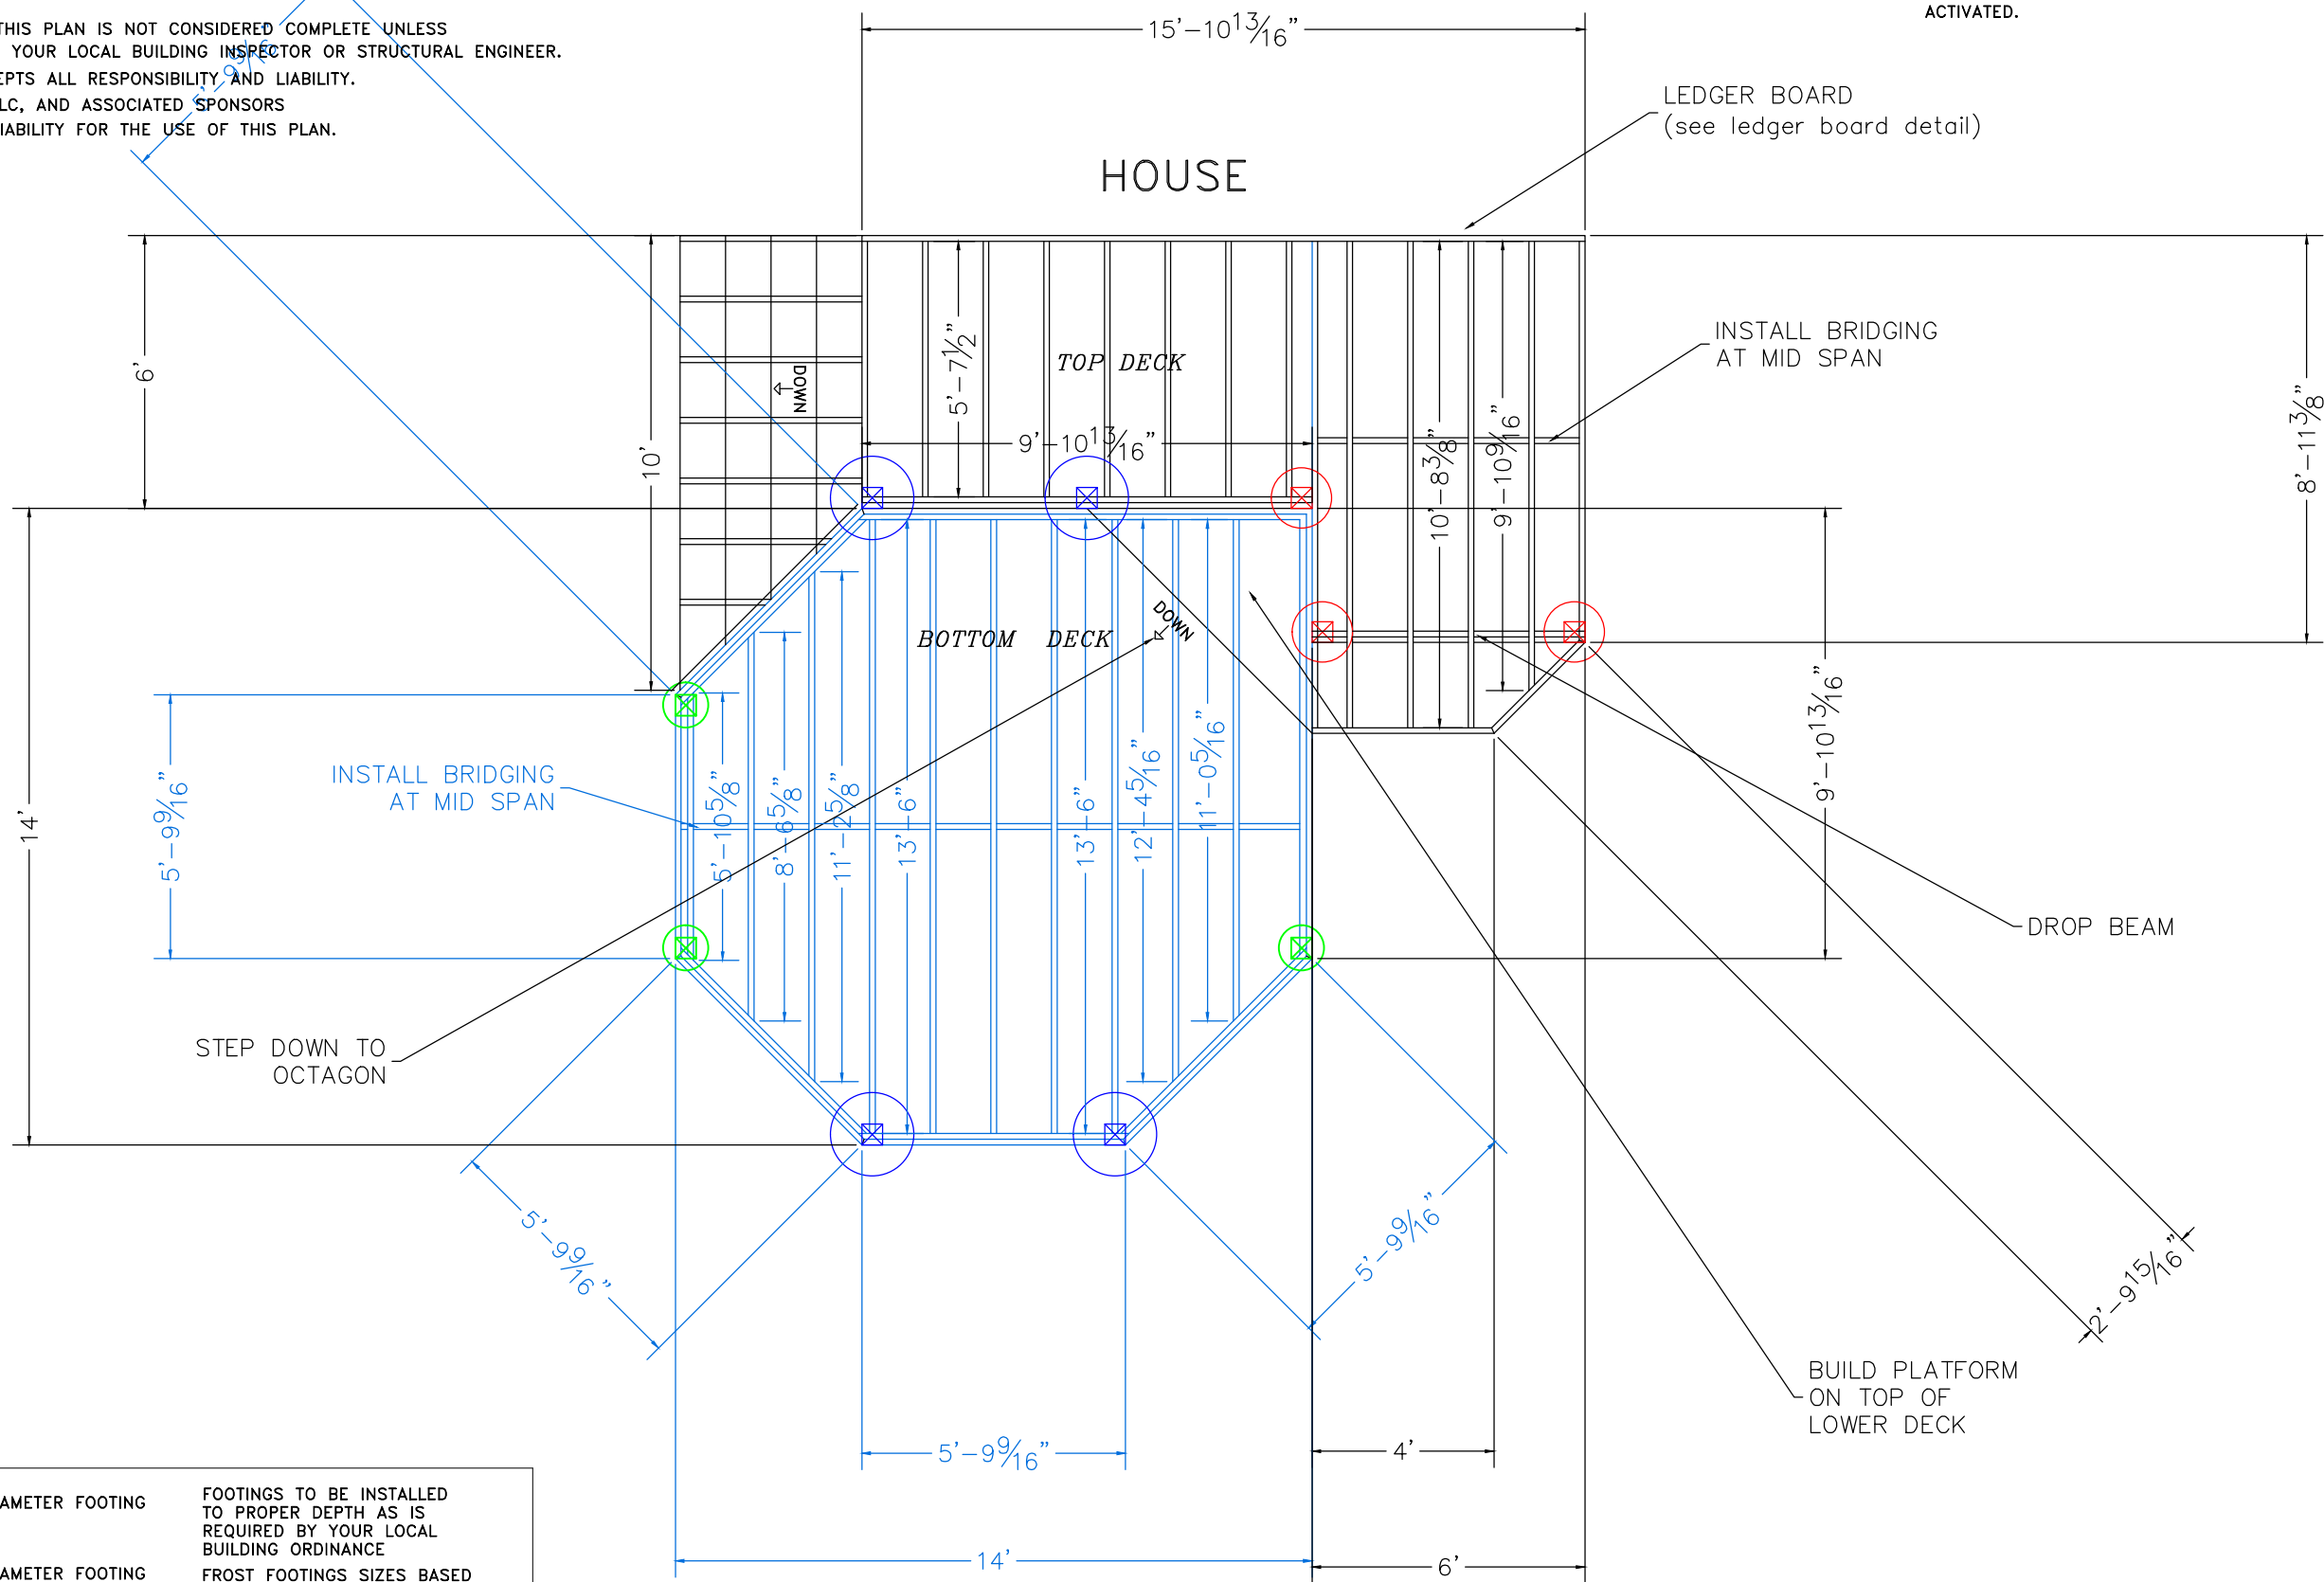 ACTIVATED.
THIS PLAN IS NOT CONSIDERED COMPLETE UNLESS
YOUR LOCAL BUILDING INSPECTOR OR STRUCTURAL ENGINEER.
EPTS ALL RESPONSIBILITY AND LIABILITY.
LC, AND ASSOCIATED SPONSORS
IABILITY FOR THE USE OF THIS PLAN.
5'-9 9/16"
15'-10 13/16"
LEDGER BOARD
(see ledger board detail)
HOUSE
INSTALL BRIDGING
AT MID SPAN
6'
10'
DOWN
5'-7 1/2"
TOP DECK
9'-10 13/16"
10'-8 3/8"
9'-10 9/16"
8'-11 3/8"
BOTTOM DECK
DOWN
14'
5'-9 9/16"
INSTALL BRIDGING
AT MID SPAN
5'-10 5/8"
8'-6 5/8"
11'-2 5/8"
13'-6"
13'-6"
12'-4 5/16"
11'-0 5/16"
9'-10 13/16"
DROP BEAM
STEP DOWN TO
OCTAGON
5'-9 9/16"
5'-9 9/16"
2'-9 15/16"
BUILD PLATFORM
ON TOP OF
LOWER DECK
5'-9 9/16"
4'
14'
6'
AMETER FOOTING
FOOTINGS TO BE INSTALLED
TO PROPER DEPTH AS IS
REQUIRED BY YOUR LOCAL
BUILDING ORDINANCE
AMETER FOOTING
FROST FOOTINGS SIZES BASED